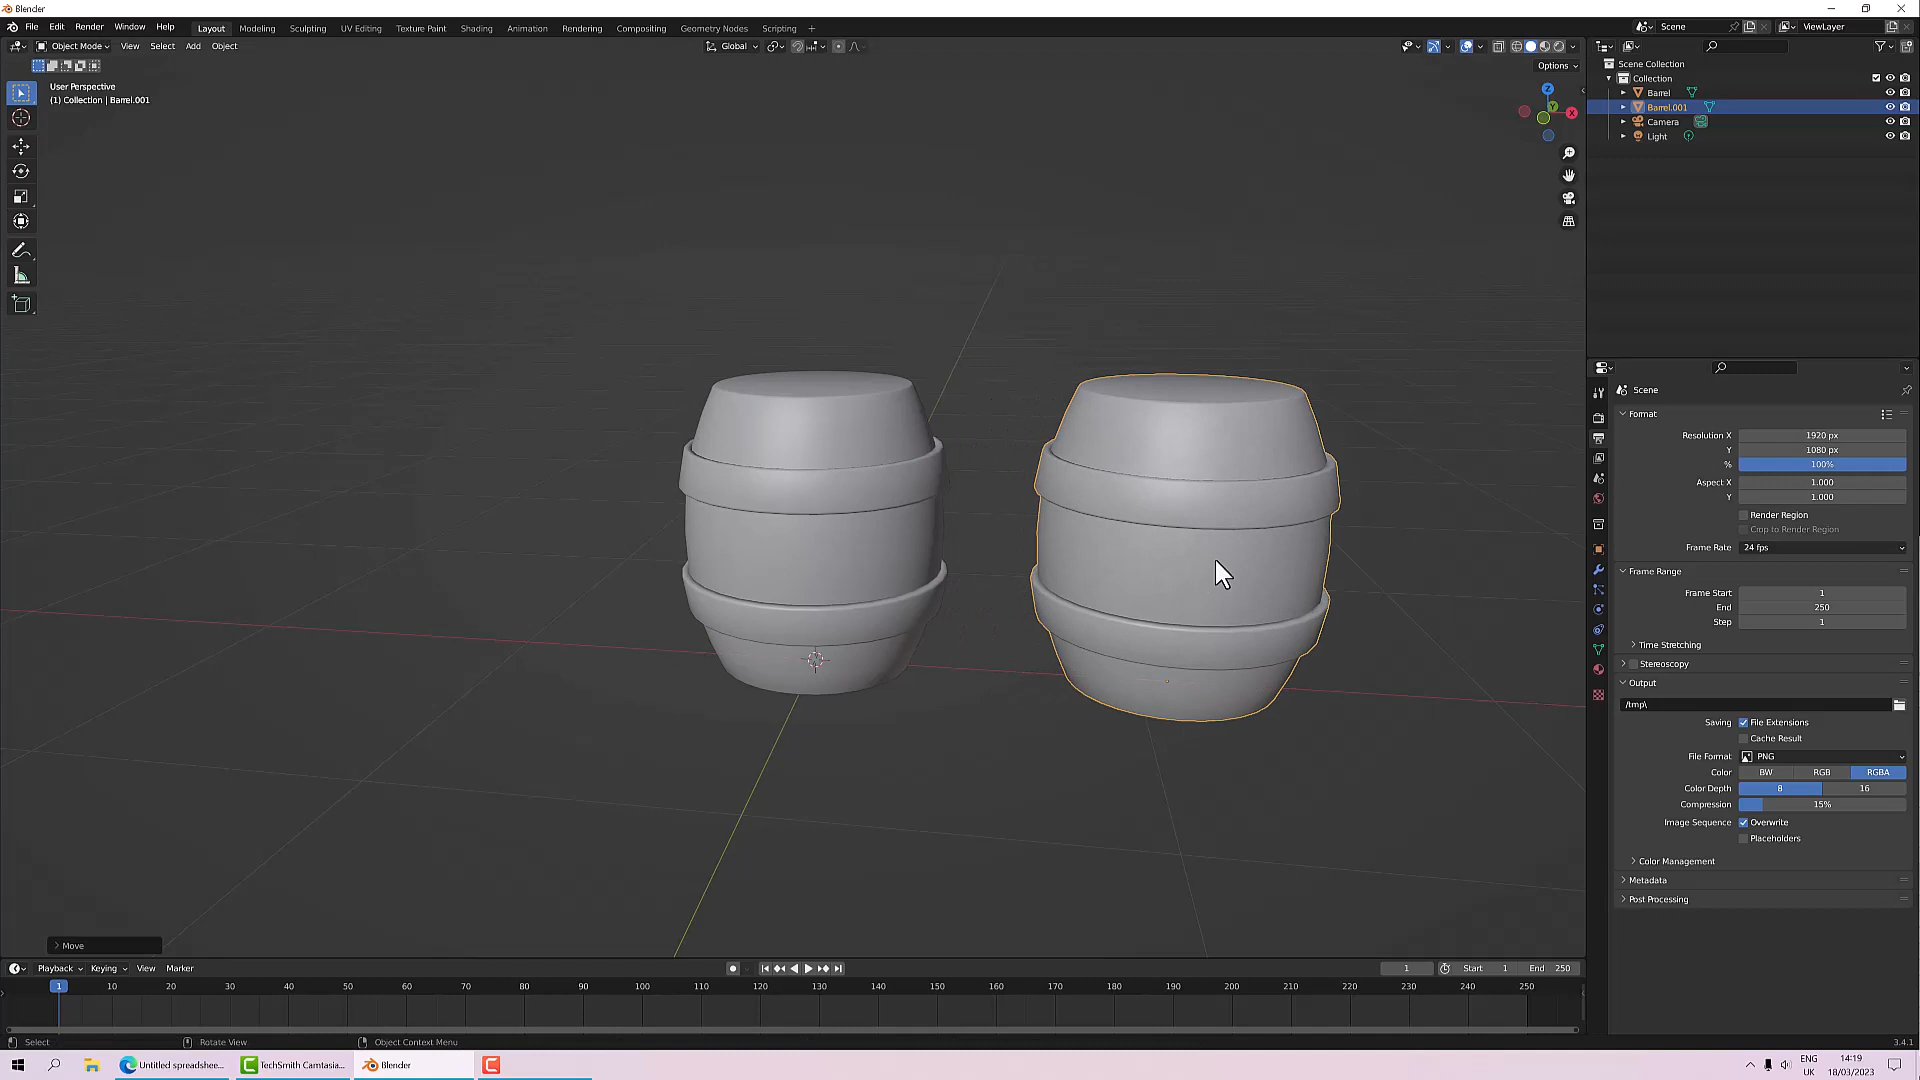 Blender
File Edit Render Window Help Layout Modeling Sculpting UV Editing Texture Paint Shading Animation Rendering Compositing Geometry Nodes Scripting + Scene ViewLayer
Object Mode View Select Add Object Global
Options
User Perspective
(1) Collection | Barrel.001
Z
Y
X
Scene Collection
Collection
Barrel
Barrel.001
Camera
Light
Scene
Format
Resolution X 1920 px
Y 1080 px
% 100%
Aspect X 1.000
Y 1.000
Render Region
Crop to Render Region
Frame Rate 24 fps
Frame Range
Frame Start 1
End 250
Step 1
Time Stretching
Stereoscopy
Output
/tmp\
Saving File Extensions
Cache Result
File Format PNG
Color BW RGB RGBA
Color Depth 8 16
Compression 15%
Image Sequence Overwrite
Placeholders
Color Management
Metadata
Post Processing
Move
Playback Keying View Marker 1 Start 1 End 250
1 10 20 30 40 50 60 70 80 90 100 110 120 130 140 150 160 170 180 190 200 210 220 230 240 250
Select Rotate View Object Context Menu 3.4.1
Untitled spreadshee... TechSmith Camtasia... Blender
ENG
UK
14:19
18/03/2023